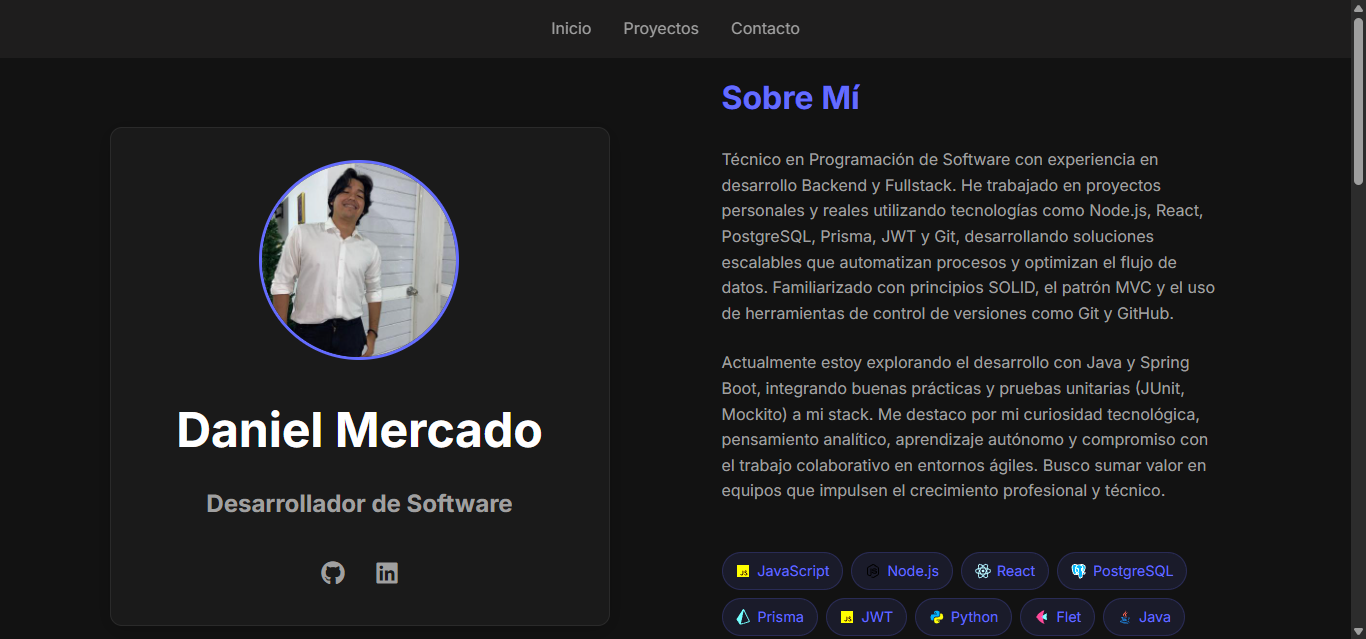 Inicio Proyectos Contacto
Daniel Mercado
Desarrollador de Software
Sobre Mí
Técnico en Programación de Software con experiencia en
desarrollo Backend y Fullstack. He trabajado en proyectos
personales y reales utilizando tecnologías como Node.js, React,
PostgreSQL, Prisma, JWT y Git, desarrollando soluciones
escalables que automatizan procesos y optimizan el flujo de
datos. Familiarizado con principios SOLID, el patrón MVC y el uso
de herramientas de control de versiones como Git y GitHub.
Actualmente estoy explorando el desarrollo con Java y Spring
Boot, integrando buenas prácticas y pruebas unitarias (JUnit,
Mockito) a mi stack. Me destaco por mi curiosidad tecnológica,
pensamiento analítico, aprendizaje autónomo y compromiso con
el trabajo colaborativo en entornos ágiles. Busco sumar valor en
equipos que impulsen el crecimiento profesional y técnico.
JavaScript Node.js React PostgreSQL
Prisma JWT Python Flet Java